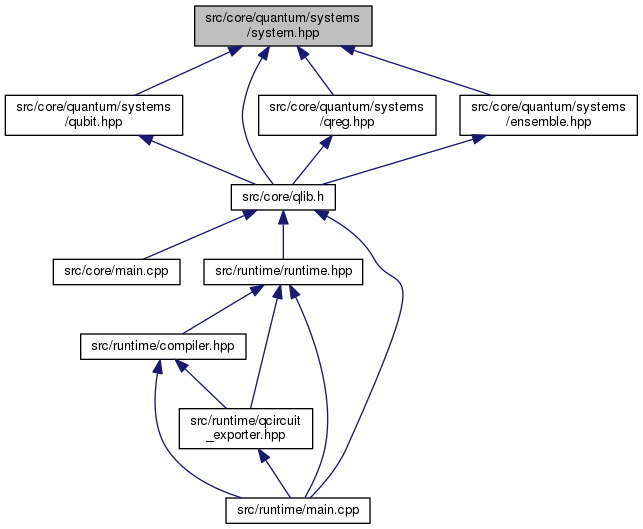 src/core/quantum/systems
/system.hpp
src/core/quantum/systems
/qubit.hpp
src/core/quantum/systems
/qreg.hpp
src/core/quantum/systems
/ensemble.hpp
src/core/qlib.h
src/core/main.cpp
src/runtime/runtime.hpp
src/runtime/compiler.hpp
src/runtime/qcircuit
_exporter.hpp
src/runtime/main.cpp